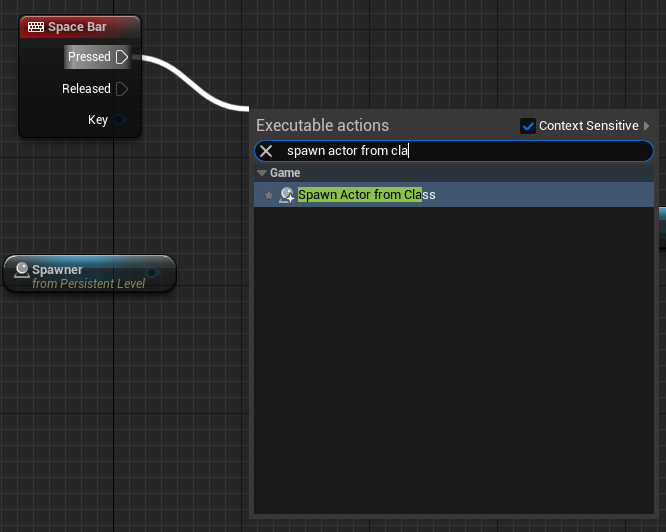 Space Bar
Pressed
Released
Key
Executable actions
Context Sensitive
spawn actor from cla
Game
Spawn Actor from Class
Spawner
from Persistent Level